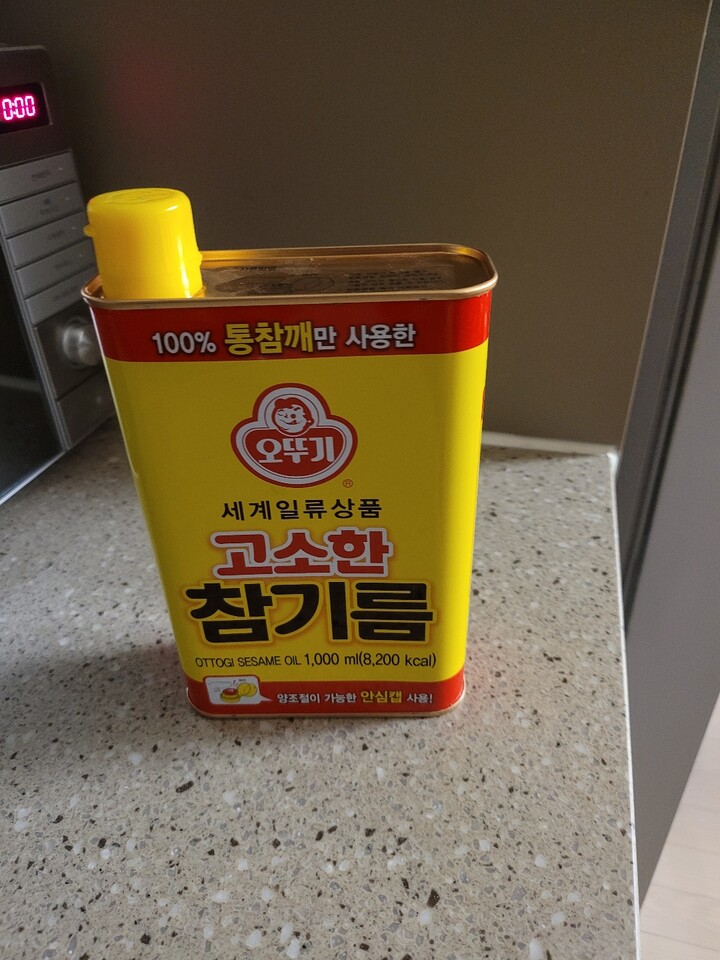 0:00
100% 통참깨만 사용한
오뚜기
®
세계일류상품
고소한
참기름
OTTOGI SESAME OIL 1,000 ml(8,200 kcal)
양조절이 가능한 안심캡 사용!